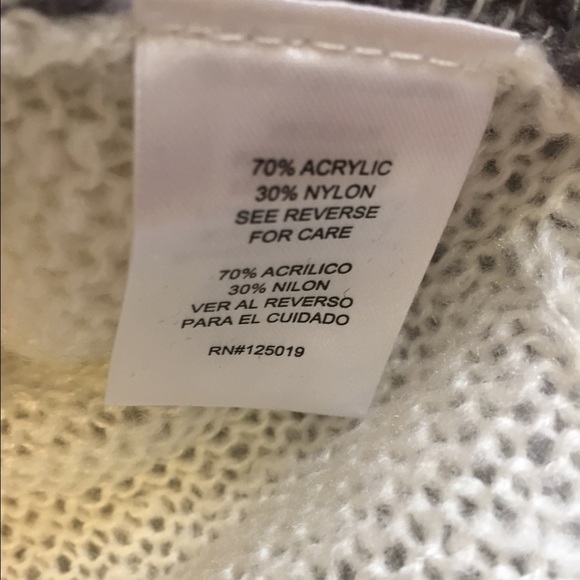 70% ACRYLIC
30% NYLON
SEE REVERSE
FOR CARE
70% ACRILICO
30% NILON
VER AL REVERSO
PARA EL CUIDADO
RN#125019